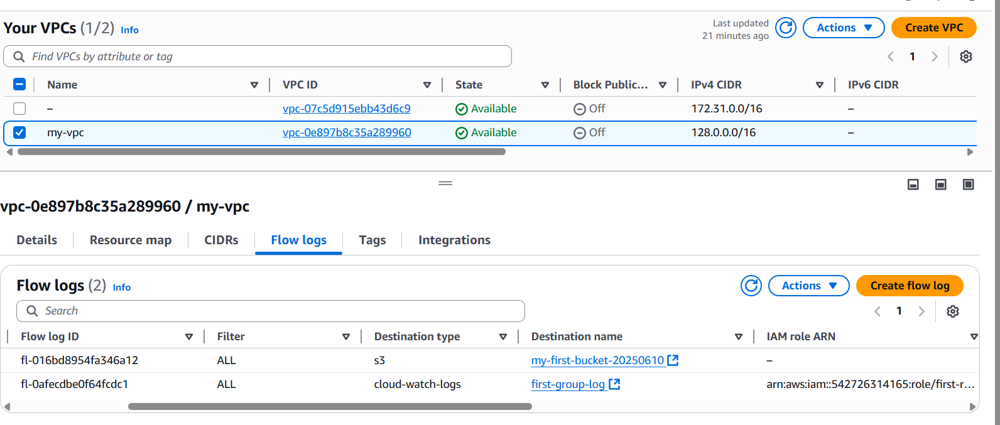 Your VPCs (1/2) Info
Last updated
21 minutes ago
Actions
Create VPC
Find VPCs by attribute or tag
1
Name VPC ID State Block Public... IPv4 CIDR IPv6 CIDR
– vpc-07c5d915ebb43d6c9 Available Off 172.31.0.0/16 –
my-vpc vpc-0e897b8c35a289960 Available Off 128.0.0.0/16 –
vpc-0e897b8c35a289960 / my-vpc
Details Resource map CIDRs Flow logs Tags Integrations
Flow logs (2) Info
Actions
Create flow log
Search
1
Flow log ID Filter Destination type Destination name IAM role ARN
fl-016bd8954fa346a12 ALL s3 my-first-bucket-20250610 –
fl-0afecdbe0f64fcdc1 ALL cloud-watch-logs first-group-log arn:aws:iam::542726314165:role/first-r...